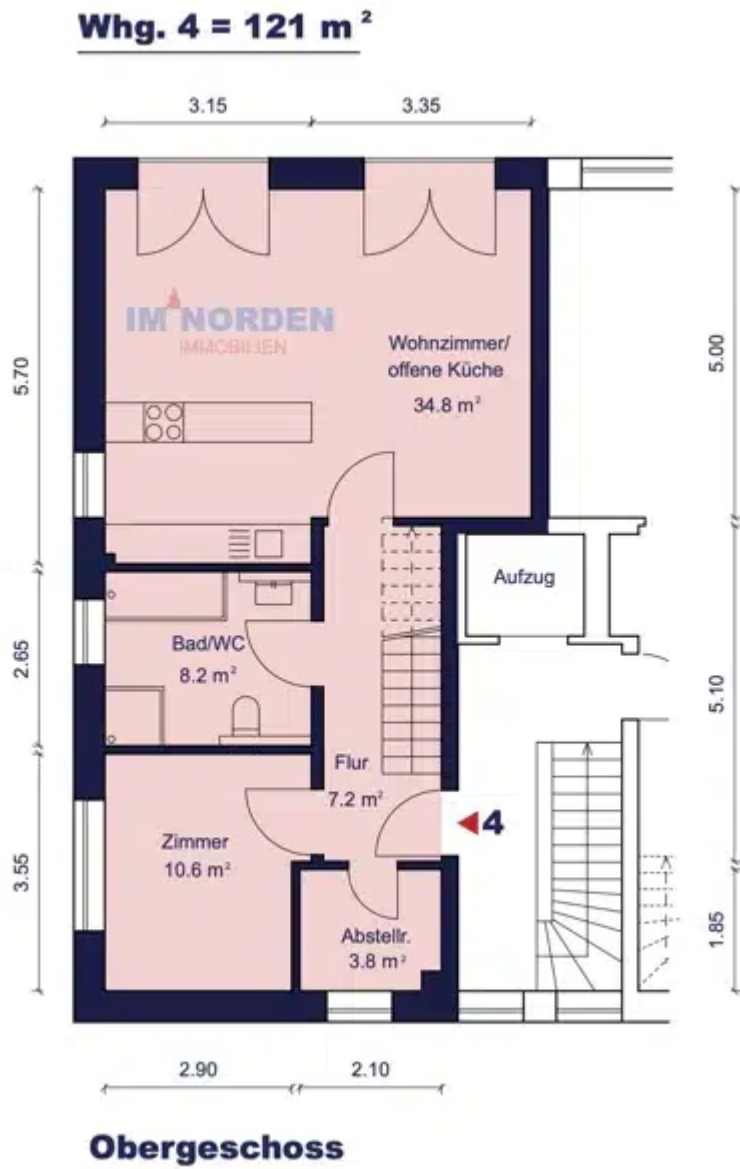 Whg. 4 = 121 m²
3.15
3.35
IM NORDEN
IMMOBILIEN
Wohnzimmer/
offene Küche
34.8 m²
5.70
5.00
Aufzug
Bad/WC
8.2 m²
2.65
5.10
Flur
7.2 m²
4
Zimmer
10.6 m²
3.55
Abstellr.
3.8 m²
1.85
2.90
2.10
Obergeschoss